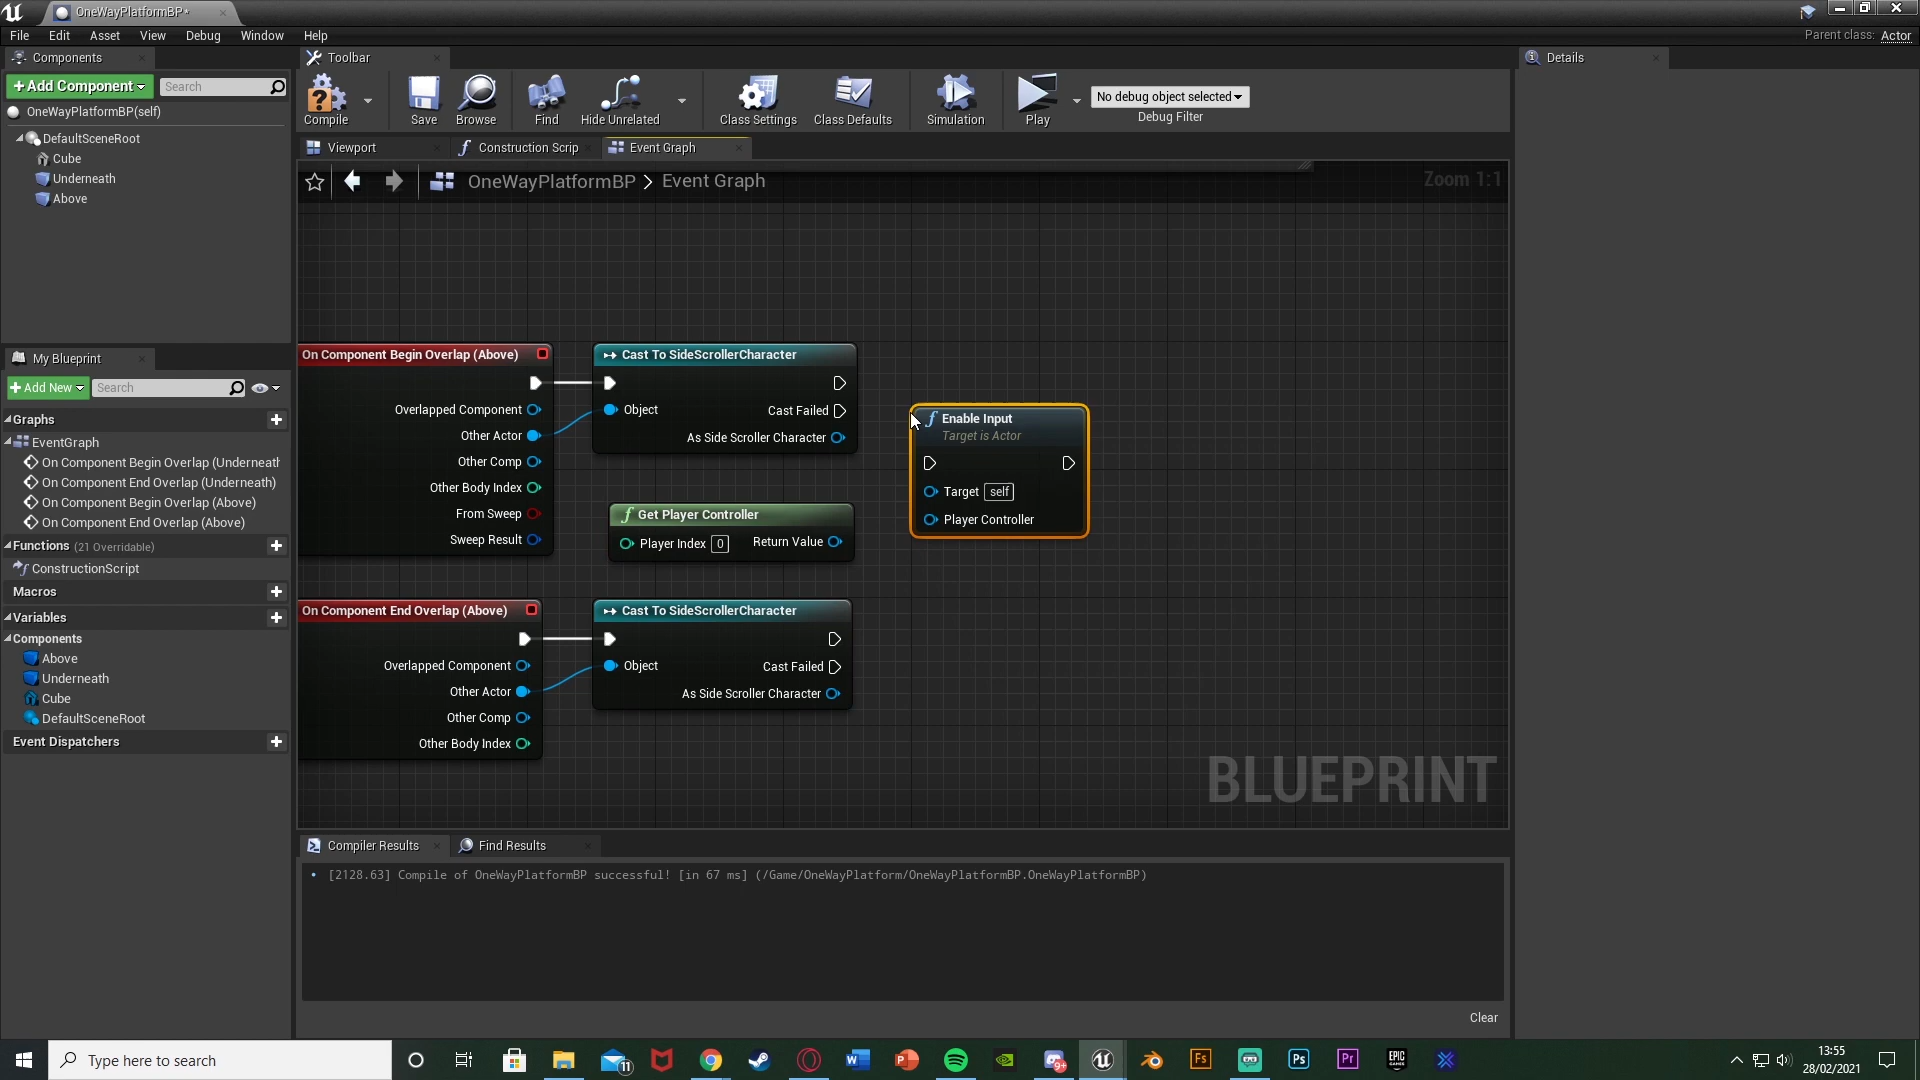 OneWayPlatformBP*
File Edit Asset View Debug Window Help
Parent class: Actor
Components
Toolbar
Details
+ Add Component
Search
OneWayPlatformBP(self)
DefaultSceneRoot
Cube
Underneath
Above
Compile
Save
Browse
Find
Hide Unrelated
Class Settings
Class Defaults
Simulation
Play
No debug object selected
Debug Filter
Viewport
Construction Scrip
Event Graph
OneWayPlatformBP > Event Graph
Zoom 1:1
My Blueprint
+ Add New
Search
Graphs
EventGraph
On Component Begin Overlap (Underneath
On Component End Overlap (Underneath)
On Component Begin Overlap (Above)
On Component End Overlap (Above)
Functions (21 Overridable)
ConstructionScript
Macros
Variables
Components
Above
Underneath
Cube
DefaultSceneRoot
Event Dispatchers
On Component Begin Overlap (Above)
Overlapped Component
Other Actor
Other Comp
Other Body Index
From Sweep
Sweep Result
Cast To SideScrollerCharacter
Object
Cast Failed
As Side Scroller Character
Enable Input
Target is Actor
Target self
Player Controller
Get Player Controller
Player Index 0
Return Value
On Component End Overlap (Above)
Overlapped Component
Other Actor
Other Comp
Other Body Index
Cast To SideScrollerCharacter
Object
Cast Failed
As Side Scroller Character
BLUEPRINT
Compiler Results
Find Results
[2128.63] Compile of OneWayPlatformBP successful! [in 67 ms] (/Game/OneWayPlatform/OneWayPlatformBP.OneWayPlatformBP)
Clear
Type here to search
11
9+
Fs
Ps
Pr
EPIC
GAMES
13:55
28/02/2021